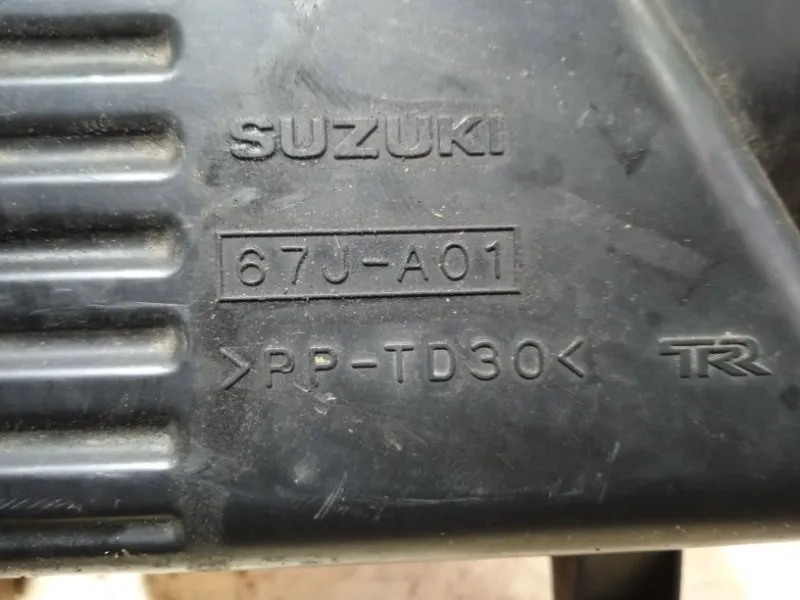 SUZUKI
67J-A01
>PP-TD30<
TR